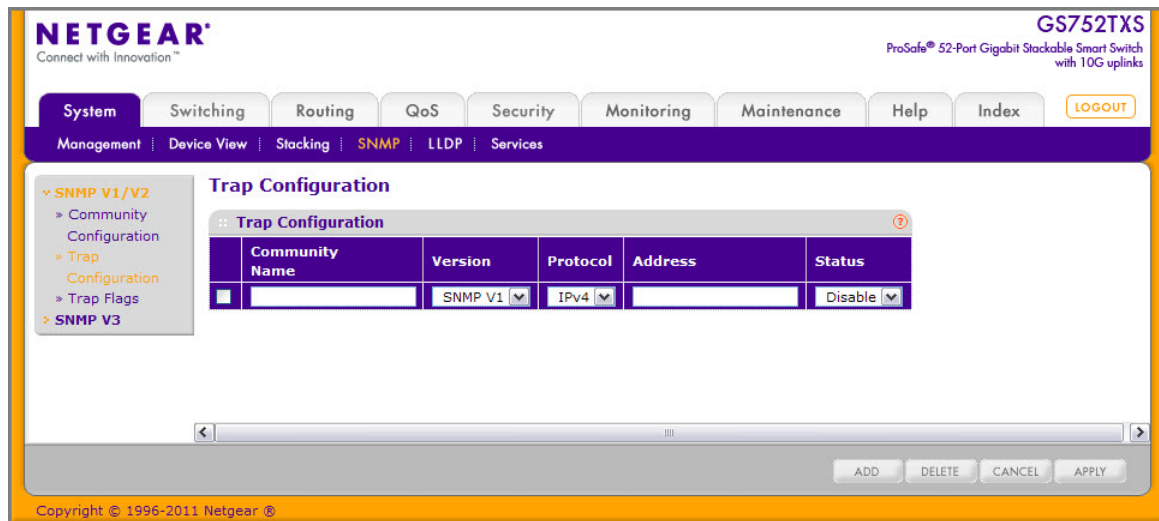 NETGEAR®
Connect with Innovation™
GS752TXS
ProSafe® 52-Port Gigabit Stackable Smart Switch
with 10G uplinks
System Switching Routing QoS Security Monitoring Maintenance Help Index LOGOUT
Management Device View Stacking SNMP LLDP Services
SNMP V1/V2
» Community
Configuration
» Trap
Configuration
» Trap Flags
SNMP V3
Trap Configuration
Trap Configuration ?
Community
Name
Version Protocol Address Status
SNMP V1 IPv4 Disable
ADD DELETE CANCEL APPLY
Copyright © 1996-2011 Netgear ®